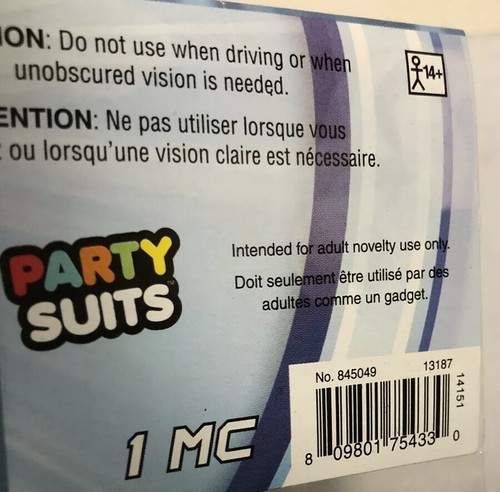 ION: Do not use when driving or when
unobscured vision is needed.
14+
ENTION: Ne pas utiliser lorsque vous
ou lorsqu'une vision claire est nécessaire.
PARTY
SUITS™
Intended for adult novelty use only.
Doit seulement être utilisé par des
adultes comme un gadget.
No. 845049
13187
14151
8 09801 75433 0
1 MC